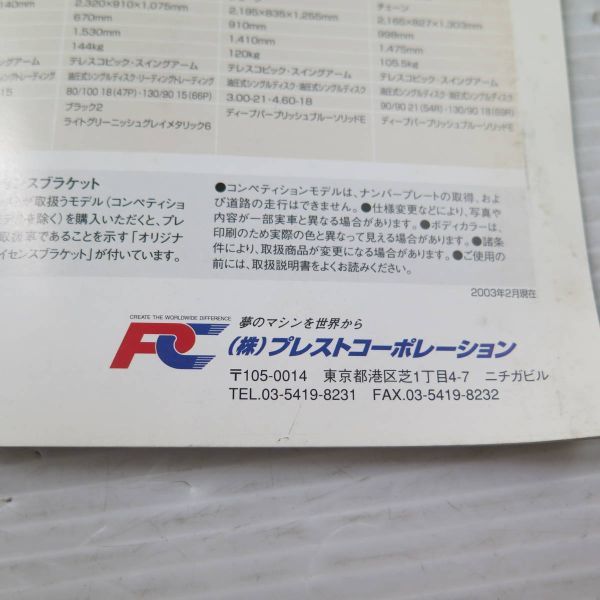 140mm 2,320×910×1,075mm 2,195×835×1,255mm チェーン
670mm 910mm 2,165×827×1,303mm
1,530mm 1,410mm 998mm
144kg 120kg 1,475mm
105.5kg
テレスコピック・スイングアーム テレスコピック・スイングアーム テレスコピック・スイングアーム
油圧式シングルディスク・リーディングトレーディング 油圧式シングルディスク・油圧式シングルディスク 油圧式シングルディスク・油圧式シングルディスク
15 80/100 18 (47P)・130/90 15 (66P) 3.00-21・4.60-18 90/90 21 (54R)・130/90 18 (69R)
ブラック2 ディープパープリッシュブルーソリッドE ディープパープリッシュブルーソリッドE
ライトグリーニッシュグレイメタリック6
センスブラケット
が取扱うモデル(コンペティショ
を除く)を購入いただくと、プレ
取扱車であることを示す「オリジナ
イセンスブラケット」が付いています。
●コンペティションモデルは、ナンバープレートの取得、およ
び道路の走行はできません。●仕様変更などにより、写真や
内容が一部実車と異なる場合があります。●ボディカラーは、
印刷のため実際の色と異なって見える場合があります。●諸条
件により、取扱商品が変更になる場合があります。●ご使用の
前には、取扱説明書をよくお読みください。
2003年2月現在
CREATE THE WORLDWIDE DIFFERENCE
PC
夢のマシンを世界から
(株)プレストコーポレーション
〒105-0014 東京都港区芝1丁目4-7 ニチガビル
TEL.03-5419-8231 FAX.03-5419-8232